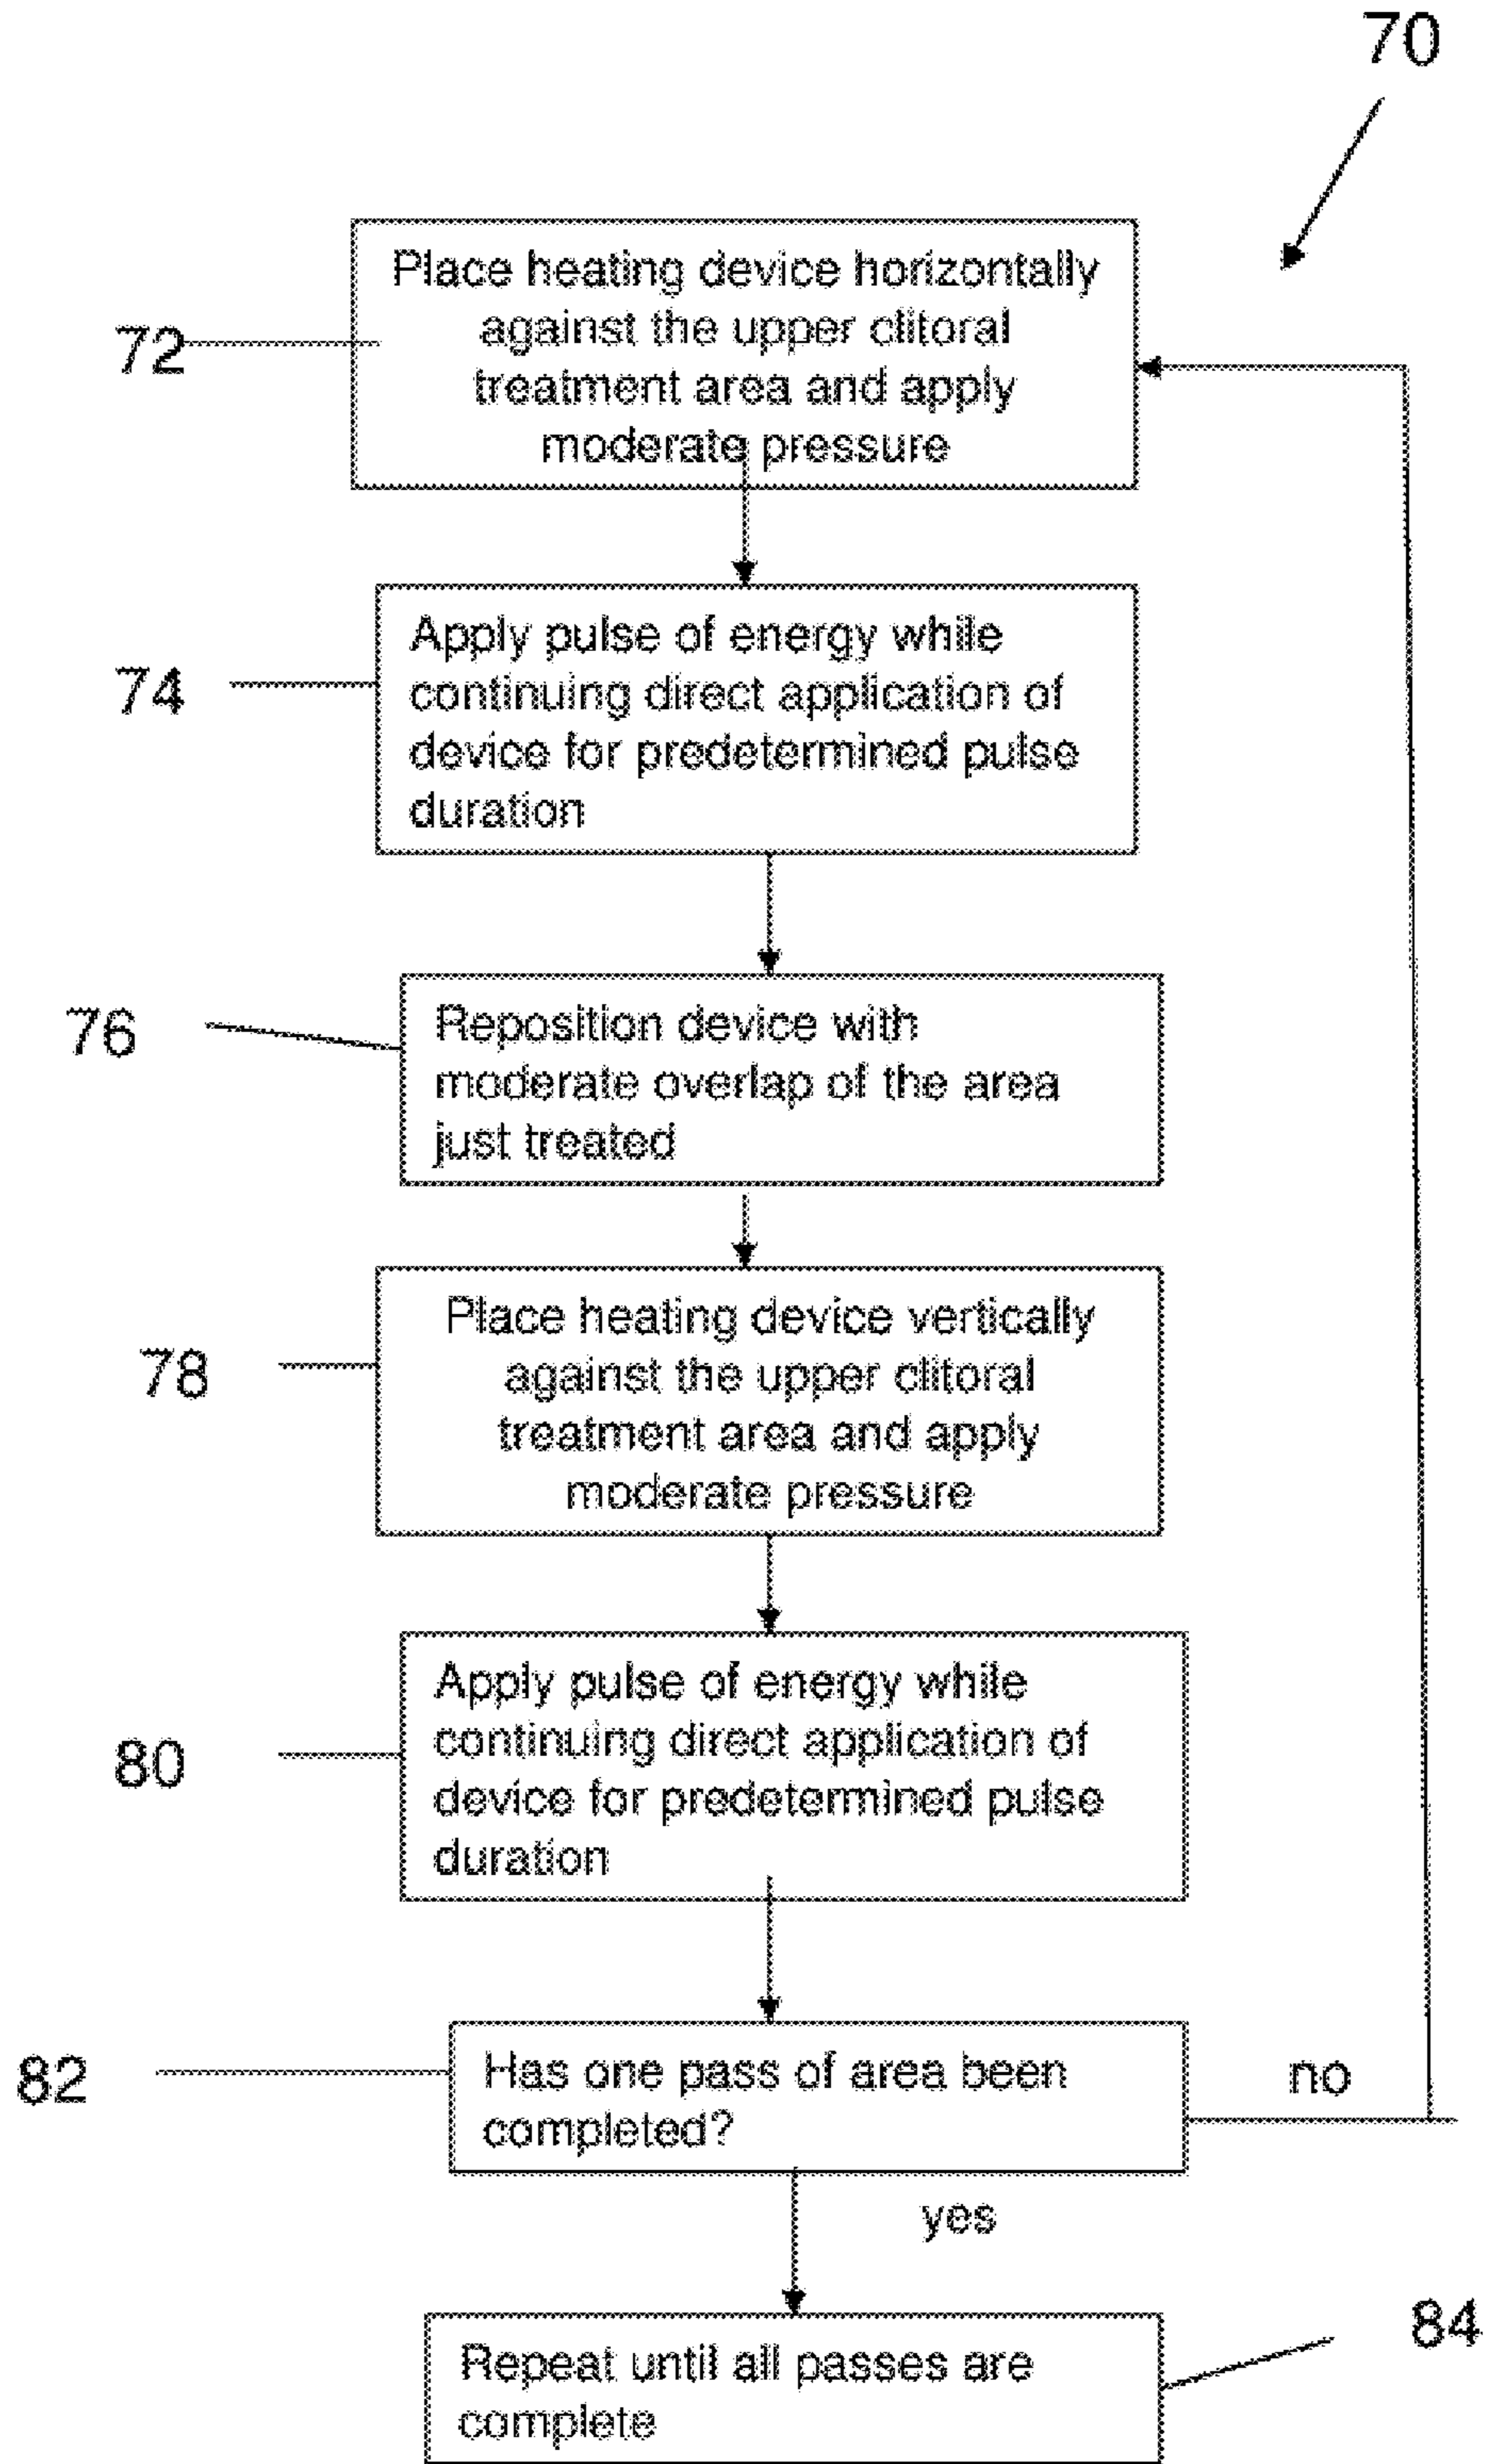 70
72
Place heating device horizontally
against the upper clitoral
treatment area and apply
moderate pressure
74
Apply pulse of energy while
continuing direct application of
device for predetermined pulse
duration
76
Reposition device with
moderate overlap of the area
just treated
78
Place heating device vertically
against the upper clitoral
treatment area and apply
moderate pressure
80
Apply pulse of energy while
continuing direct application of
device for predetermined pulse
duration
82
Has one pass of area been
completed?
no
yes
84
Repeat until all passes are
complete